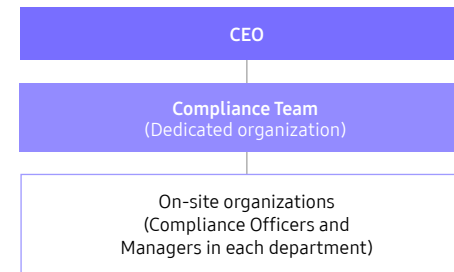 CEO
Compliance Team
(Dedicated organization)
On-site organizations
(Compliance Officers and
Managers in each department)